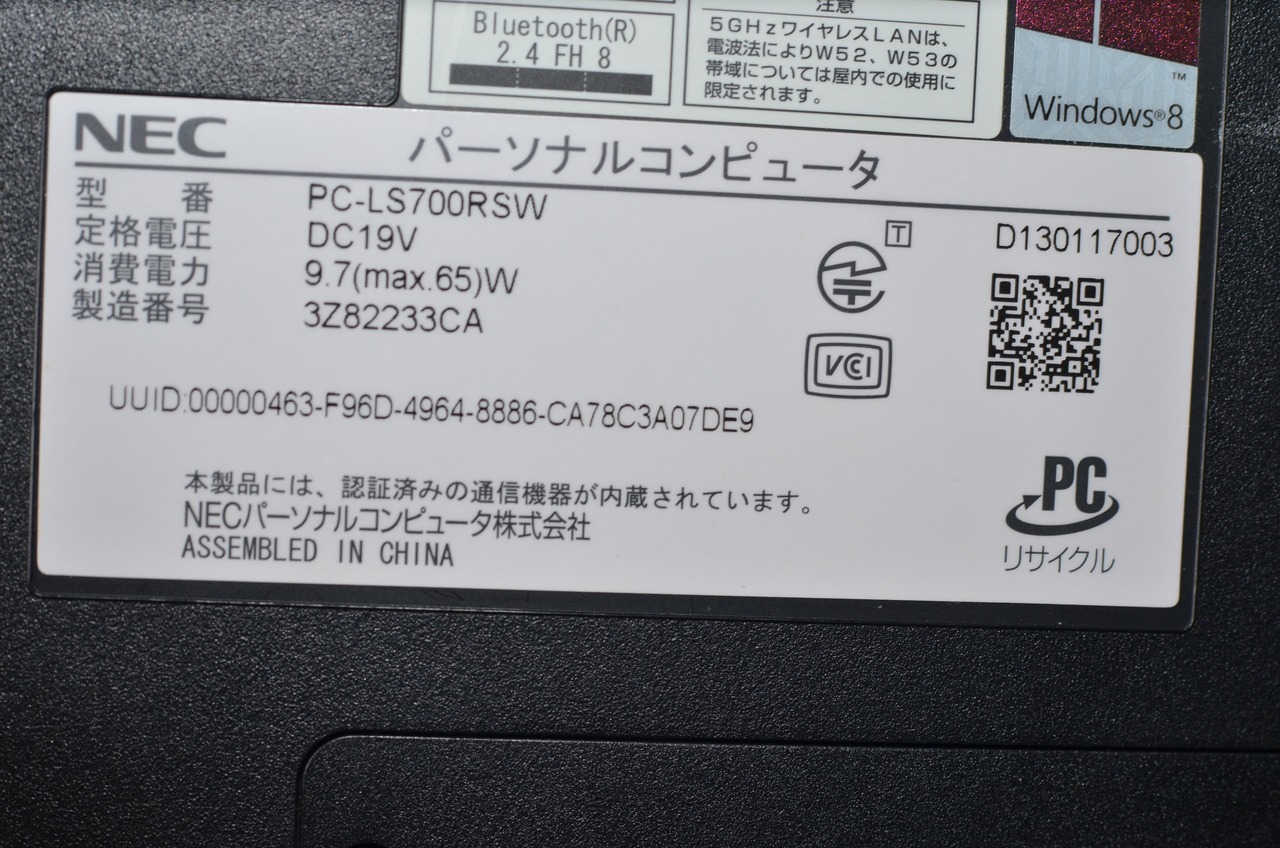 Bluetooth(R)
2.4 FH 8
注意
5GHzワイヤレスLANは、
電波法によりW52、W53の
帯域については屋内での使用に
限定されます。
TM
Windows®8
NEC パーソナルコンピュータ
型 番 PC-LS700RSW
定格電圧 DC19V
消費電力 9.7(max.65)W
製造番号 3Z82233CA
T
D130117003
VCI
UUID:00000463-F96D-4964-8886-CA78C3A07DE9
本製品には、認証済みの通信機器が内蔵されています。
NECパーソナルコンピュータ株式会社
ASSEMBLED IN CHINA
PC
リサイクル